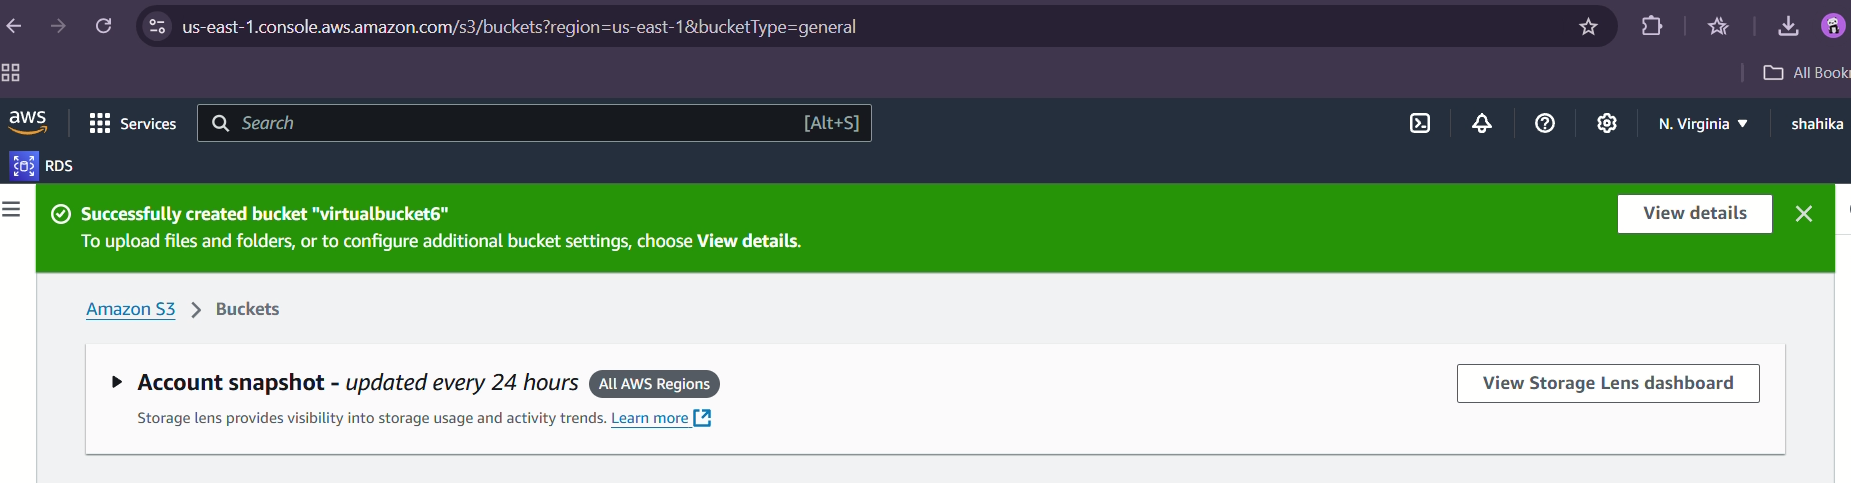 us-east-1.console.aws.amazon.com/s3/buckets?region=us-east-1&bucketType=general
All Book
aws
Services
Search
[Alt+S]
N. Virginia
shahika
RDS
Successfully created bucket "virtualbucket6"
View details
To upload files and folders, or to configure additional bucket settings, choose View details.
Amazon S3 > Buckets
Account snapshot - updated every 24 hours All AWS Regions
View Storage Lens dashboard
Storage lens provides visibility into storage usage and activity trends. Learn more